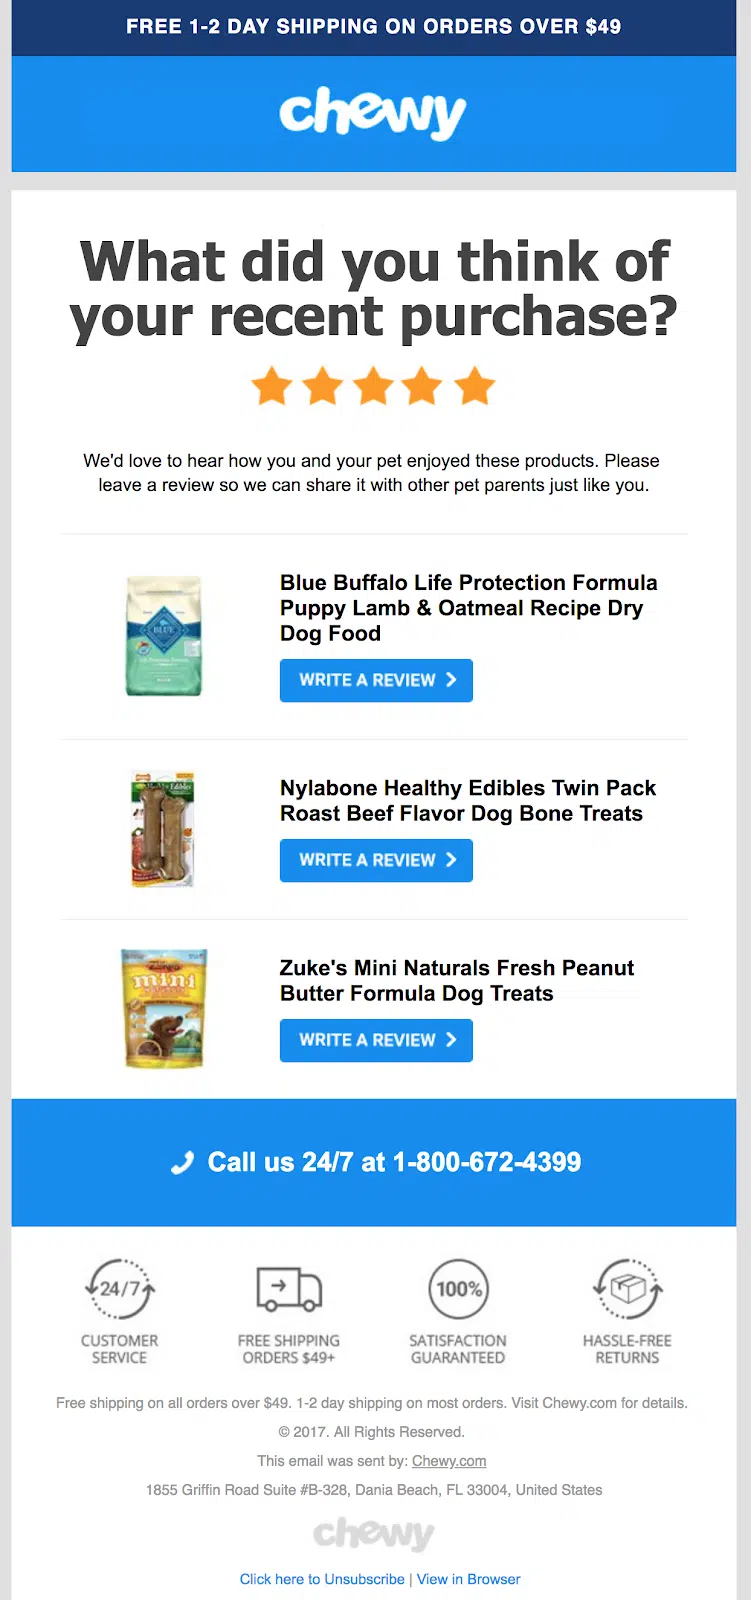 FREE 1-2 DAY SHIPPING ON ORDERS OVER $49
chewy
What did you think of
your recent purchase?
We'd love to hear how you and your pet enjoyed these products. Please
leave a review so we can share it with other pet parents just like you.
BLUE
Blue Buffalo Life Protection Formula
Puppy Lamb & Oatmeal Recipe Dry
Dog Food
WRITE A REVIEW
Edibles
Nylabone Healthy Edibles Twin Pack
Roast Beef Flavor Dog Bone Treats
WRITE A REVIEW
mini
Zuke's Mini Naturals Fresh Peanut
Butter Formula Dog Treats
WRITE A REVIEW
Call us 24/7 at 1-800-672-4399
24/7
CUSTOMER
SERVICE
FREE SHIPPING
ORDERS $49+
100%
SATISFACTION
GUARANTEED
HASSLE-FREE
RETURNS
Free shipping on all orders over $49. 1-2 day shipping on most orders. Visit Chewy.com for details.
© 2017. All Rights Reserved.
This email was sent by: Chewy.com
1855 Griffin Road Suite #B-328, Dania Beach, FL 33004, United States
chewy
Click here to Unsubscribe | View in Browser